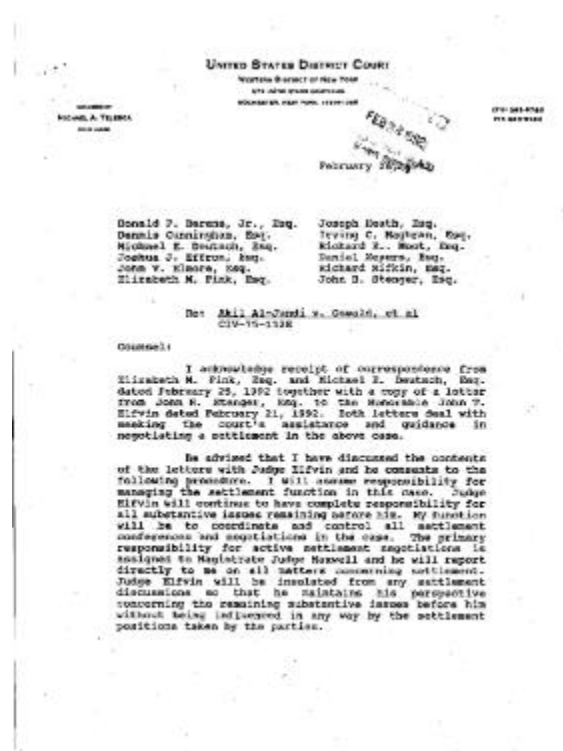 UNITED STATES DISTRICT COURT
WESTERN DISTRICT OF NEW YORK
MICHAEL A. TELESCA
February
Donald P. Berens, Jr., Esq.
Joseph Heath, Esq.
Dennis Cunningham, Esq.
Michael E. Deutsch, Esq.
Joshua J. Effron, Esq.
Daniel Meyers, Esq.
John V. Elmore, Esq.
Richard Rifkin, Esq.
Elizabeth M. Fink, Esq.
John H. Stenger, Esq.
Re: Akil Al-Jundi v. Oswald, et al
CIV-75-132E
Counsel:
I acknowledge receipt of correspondence from
Elizabeth M. Fink, Esq. and Michael E. Deutsch, Esq.
dated February 25, 1992 together with a copy of a letter
from John H. Stenger, Esq. to the Honorable John T.
Elfvin dated February 21, 1992. Both letters deal with
seeking the court's assistance and guidance in
negotiating a settlement in the above case.
Be advised that I have discussed the contents
of the letters with Judge Elfvin and he consents to the
following procedure. I will assume responsibility for
managing the settlement function in this case. Judge
Elfvin will continue to have complete responsibility for
all substantive issues remaining before him. My function
will be to coordinate and control all settlement
conferences and negotiations in the case. The primary
responsibility for active settlement negotiations is
assigned to Magistrate Judge Maxwell and he will report
directly to me on all matters concerning settlement.
Judge Elfvin will be insulated from any settlement
discussions so that he maintains his perspective
concerning the remaining substantive issues before him
without being influenced in any way by the settlement
positions taken by the parties.